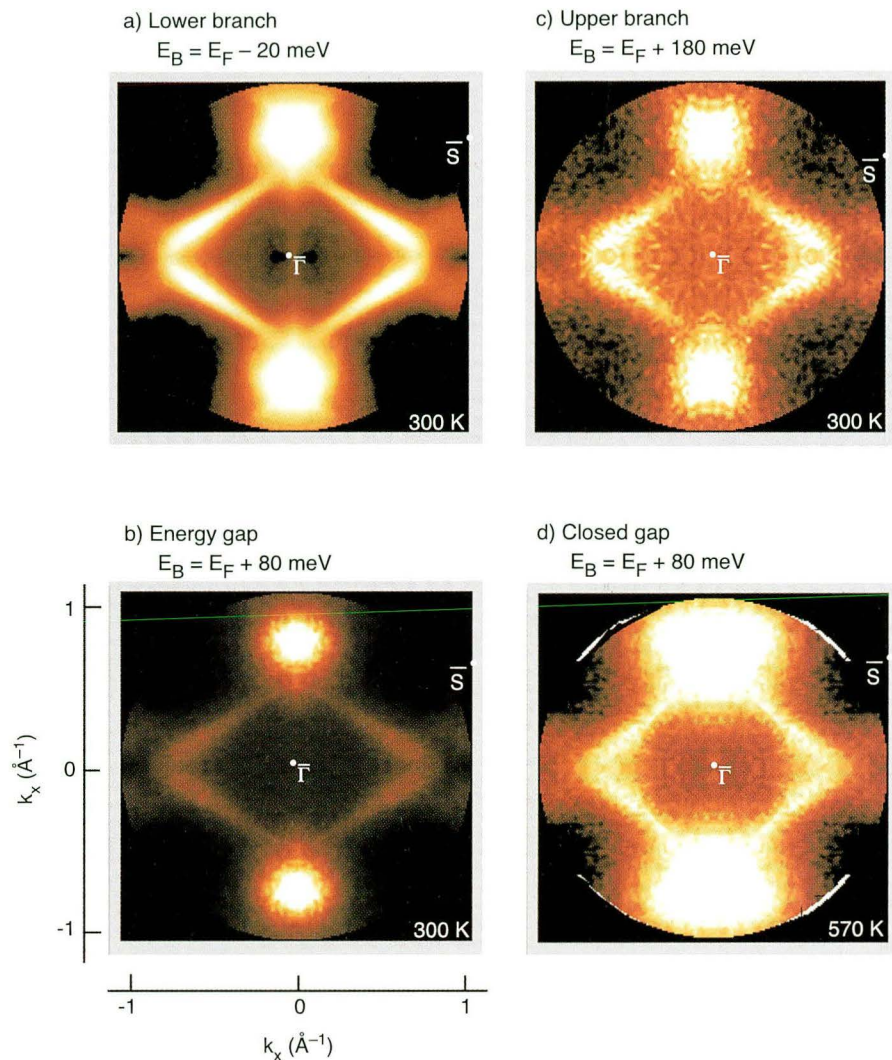 a) Lower branch
E_B = E_F – 20 meV
S̅
Γ̅
300 K
c) Upper branch
E_B = E_F + 180 meV
S̅
Γ̅
300 K
b) Energy gap
E_B = E_F + 80 meV
1
0
-1
k_x (Å⁻¹)
S̅
Γ̅
300 K
-1 0 1
k_x (Å⁻¹)
d) Closed gap
E_B = E_F + 80 meV
S̅
Γ̅
570 K